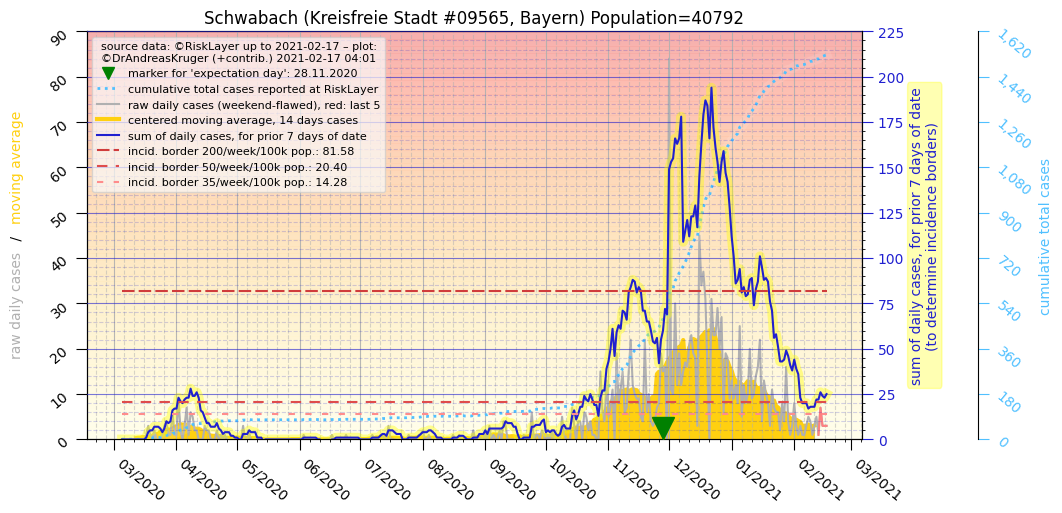 Schwabach (Kreisfreie Stadt #09565, Bayern) Population=40792
source data: ©RiskLayer up to 2021-02-17 – plot:
©DrAndreasKruger (+contrib.) 2021-02-17 04:01
marker for 'expectation day': 28.11.2020
cumulative total cases reported at RiskLayer
raw daily cases (weekend-flawed), red: last 5
centered moving average, 14 days cases
sum of daily cases, for prior 7 days of date
incid. border 200/week/100k pop.: 81.58
incid. border 50/week/100k pop.: 20.40
incid. border 35/week/100k pop.: 14.28
raw daily cases / moving average
90
80
70
60
50
40
30
20
10
0
03/2020
04/2020
05/2020
06/2020
07/2020
08/2020
09/2020
10/2020
11/2020
12/2020
01/2021
02/2021
03/2021
225
200
175
150
125
100
75
50
25
0
sum of daily cases, for prior 7 days of date
(to determine incidence borders)
1,620
1,440
1,260
1,080
900
720
540
360
180
0
cumulative total cases